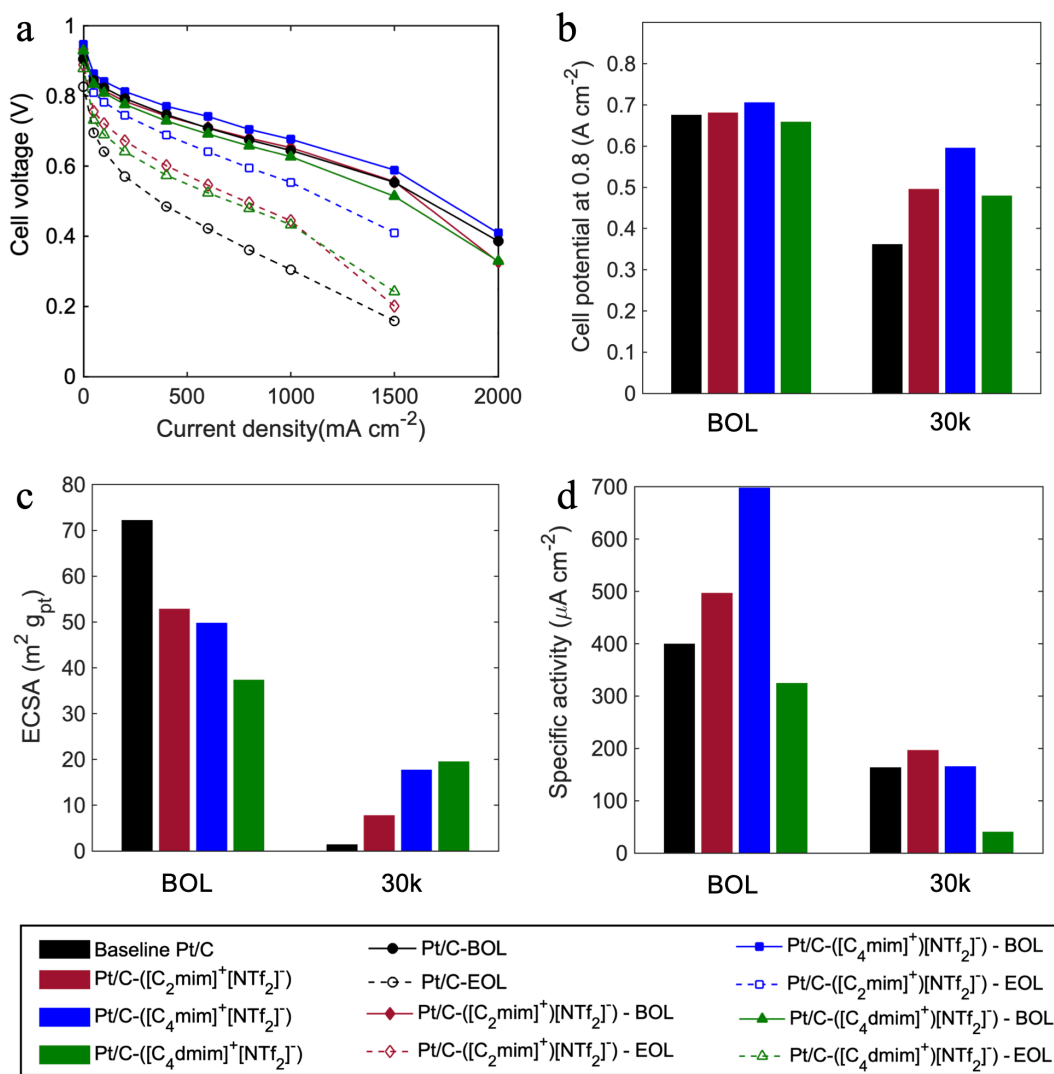 a
1
0.8
0.6
0.4
0.2
0
Cell voltage (V)
0 500 1000 1500 2000
Current density(mA cm⁻²)
b
0.8
0.7
0.6
0.5
0.4
0.3
0.2
0.1
0
Cell potential at 0.8 (A cm⁻²)
BOL 30k
c
80
70
60
50
40
30
20
10
0
ECSA (m² g_pt)
BOL 30k
d
700
600
500
400
300
200
100
0
Specific activity (μA cm⁻²)
BOL 30k
Baseline Pt/C
Pt/C-([C₂mim]⁺[NTf₂]⁻)
Pt/C-([C₄mim]⁺[NTf₂]⁻)
Pt/C-([C₄dmim]⁺[NTf₂]⁻)
Pt/C-BOL
Pt/C-EOL
Pt/C-([C₂mim]⁺)[NTf₂]⁻) - BOL
Pt/C-([C₂mim]⁺)[NTf₂]⁻) - EOL
Pt/C-([C₄mim]⁺)[NTf₂]⁻) - BOL
Pt/C-([C₂mim]⁺)[NTf₂]⁻) - EOL
Pt/C-([C₄dmim]⁺)[NTf₂]⁻) - BOL
Pt/C-([C₄dmim]⁺)[NTf₂]⁻) - EOL